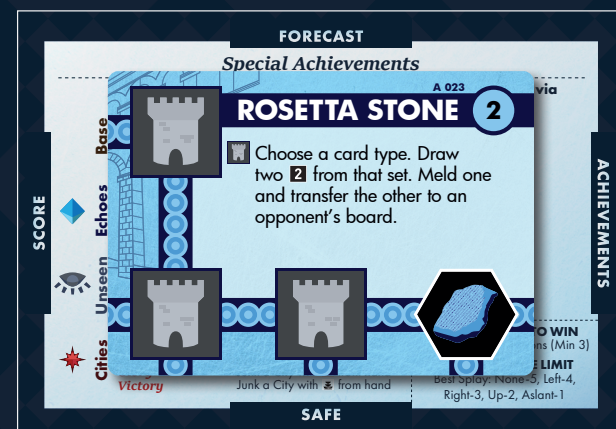 FORECAST
Special Achievements
A 023
via
ROSETTA STONE 2
Choose a card type. Draw
two 2 from that set. Meld one
and transfer the other to an
opponent's board.
SCORE
Base
Echoes
Unseen
Cities
ACHIEVEMENTS
TO WIN
(Min 3)
LIMIT
Best Splay: None-5, Left-4,
Right-3, Up-2, Aslant-1
Victory
Junk a City with from hand
SAFE